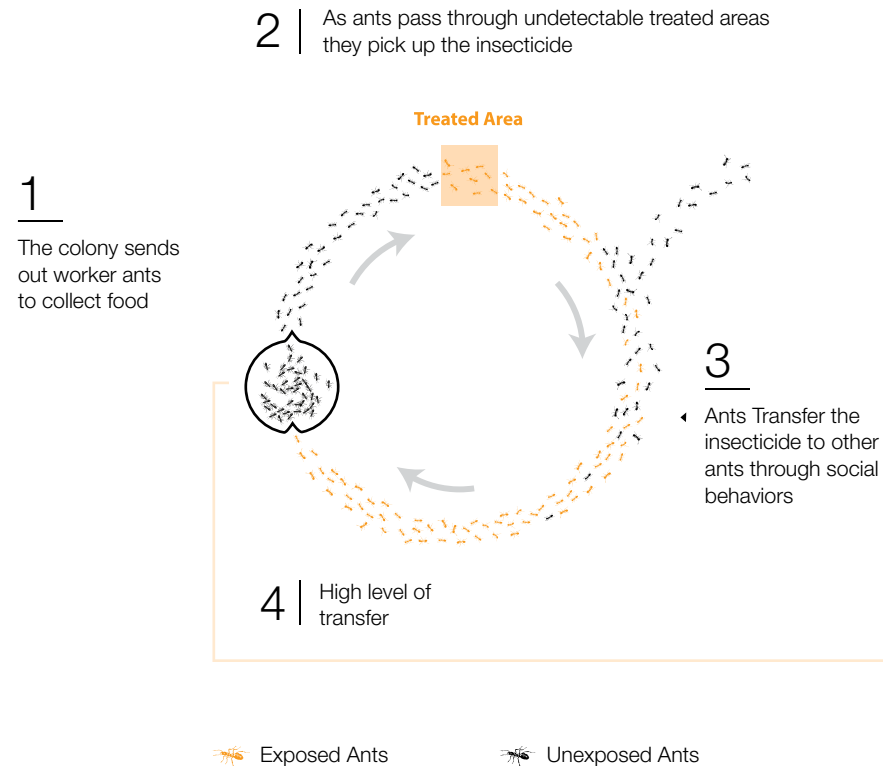 2
As ants pass through undetectable treated areas
they pick up the insecticide
Treated Area
1
The colony sends
out worker ants
to collect food
3
Ants Transfer the
insecticide to other
ants through social
behaviors
4
High level of
transfer
Exposed Ants
Unexposed Ants